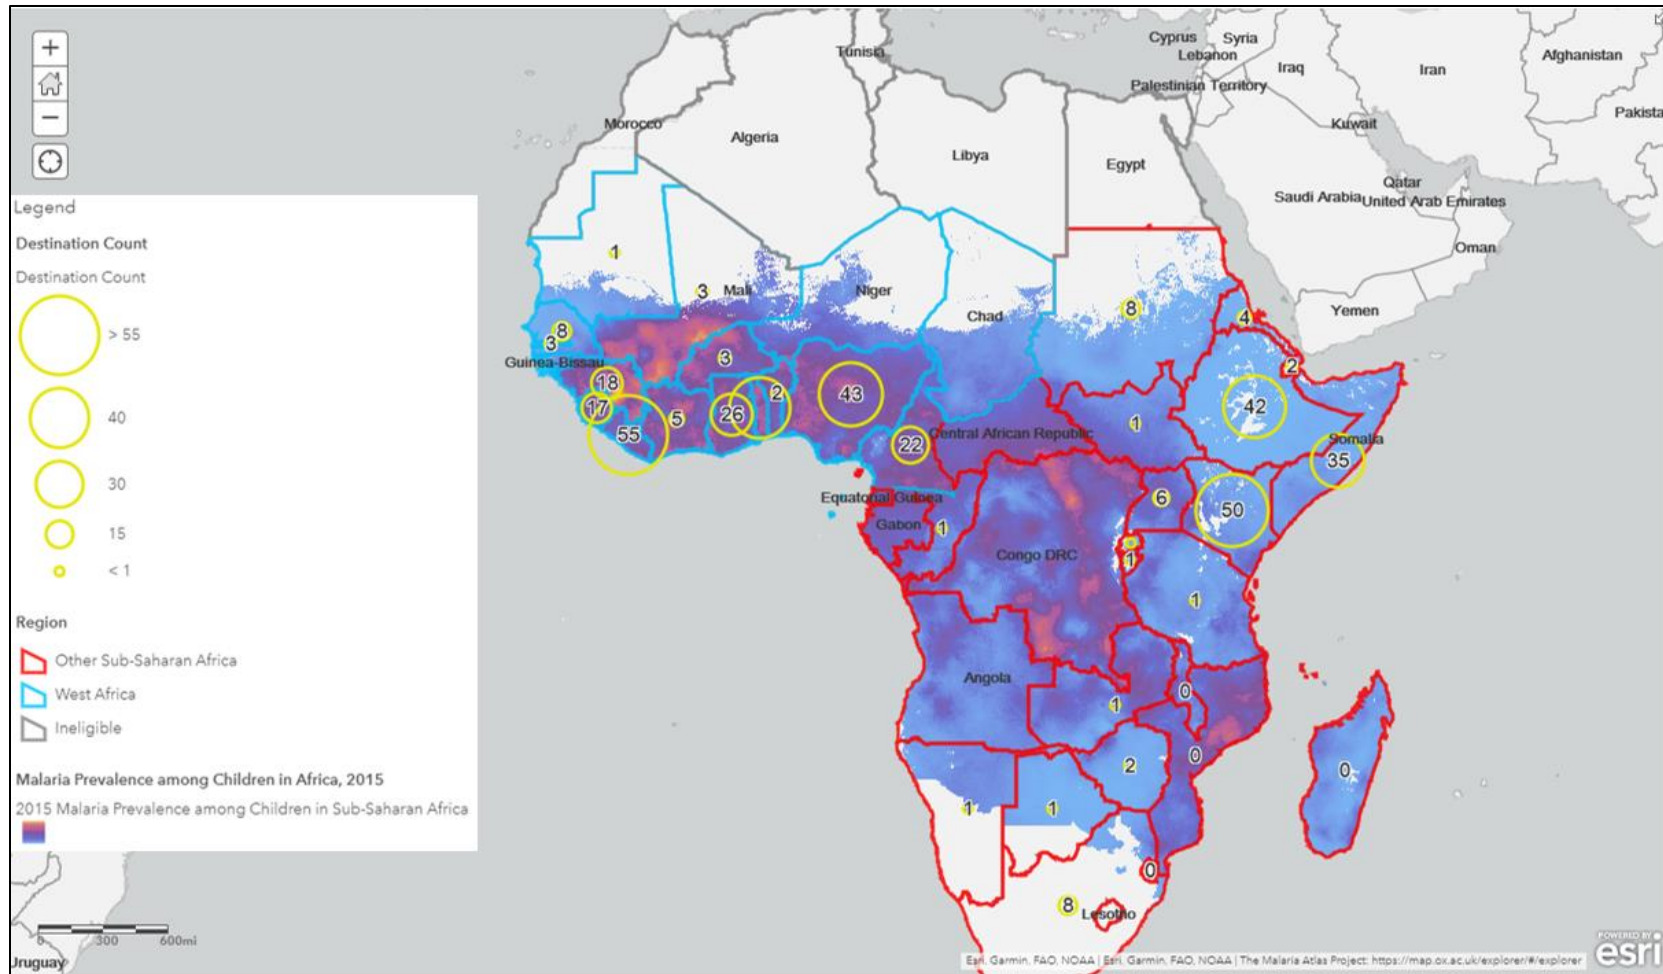 +
−
Legend
Destination Count
Destination Count
> 55
40
30
15
< 1
Region
Other Sub-Saharan Africa
West Africa
Ineligible
Malaria Prevalence among Children in Africa, 2015
2015 Malaria Prevalence among Children in Sub-Saharan Africa
0 300 600mi
Uruguay
Tunisia
Cyprus
Syria
Lebanon
Iraq
Iran
Afghanistan
Palestinian Territory
Pakista
Morocco
Algeria
Kuwait
Libya
Egypt
Qatar
Saudi Arabia
United Arab Emirates
Oman
1
3
Mali
Niger
Chad
8
4
Yemen
8
3
Guinea-Bissau
3
2
18
17
55
5
26
2
43
42
1
Central African Republic
22
Somalia
35
Equatorial Guinea
6
50
Gabon
1
Congo DRC
1
1
Angola
0
1
0
2
0
1
1
0
8
Lesotho
Esri, Garmin, FAO, NOAA | Esri, Garmin, FAO, NOAA | The Malaria Atlas Project: https://map.ox.ac.uk/explorer/#/explorer
POWERED BY
esri